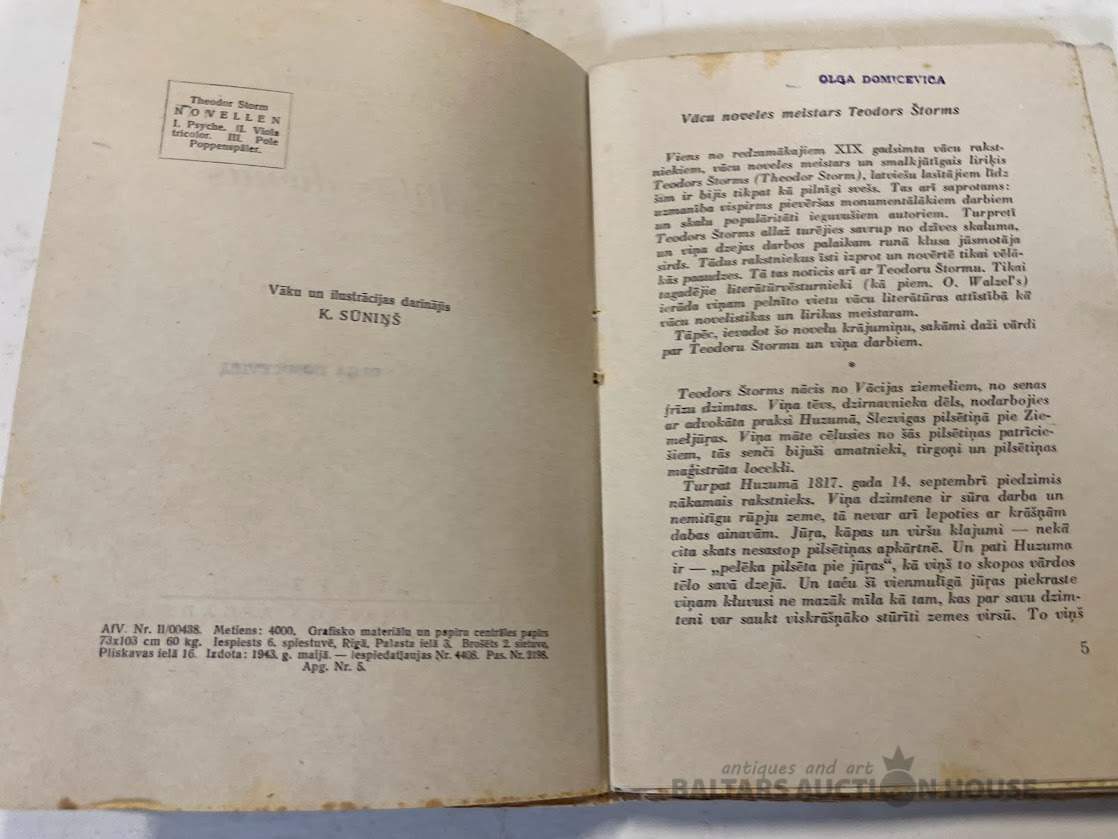 Theodor Storm
NOVELLEN
I. Psyche. II. Viola
tricolor. III. Pole
Poppenspäler.
Vāku un ilustrācijas darinājis
K. SŪNIŅŠ
AfV. Nr. II/00438. Metiens: 4000. Grafisko materiālu un papīru centrāles papīrs
73x103 cm 60 kg. Iespiests 6. spiestuvē, Rīgā, Palasta ielā 3. Brošēts 2. sietuvē,
Pliskavas ielā 16. Izdota: 1943. g. maijā. — Iespiedatļaujas Nr. 4408. Pas. Nr. 2198.
Apg. Nr. 5.
OLGA DOMICEVICA
Vācu noveles meistars Teodors Štorms
Viens no redzamākajiem XIX gadsimta vācu rakst-
niekiem, vācu noveles meistars un smalkjūtīgais liriķis
Teodors Štorms (Theodor Storm), latviešu lasītājiem līdz
šim ir bijis tikpat kā pilnīgi svešs. Tas arī saprotams:
uzmanība vispirms pievēršas monumentālākiem darbiem
un skaļu populāritāti ieguvušiem autoriem. Turpretī
Teodors Štorms allaž turējies savrup no dzīves skaļuma,
un viņa dzejas darbos palaikam runā klusa jūsmotāja
sirds. Tādus rakstniekus īsti izprot un novērtē tikai vēlā-
kās paaudzes. Tā tas noticis arī ar Teodoru Štormu. Tikai
tagadējie literātūrvēsturnieki (kā piem. O. Walzel's)
ierāda viņam pelnīto vietu vācu literātūras attīstībā kā
vācu novelistikas un lirikas meistaram.
Tāpēc, ievadot šo noveļu krājumiņu, sakāmi daži vārdi
par Teodoru Štormu un viņa darbiem.
*
Teodors Štorms nācis no Vācijas ziemeļiem, no senas
frīzu dzimtas. Viņa tēvs, dzirnavnieka dēls, nodarbojies
ar advokāta praksi Huzumā, Šlezvigas pilsētiņā pie Zie-
meļjūras. Viņa māte cēlusies no šās pilsētiņas patricie-
šiem, tās senči bijuši amatnieki, tirgoņi un pilsētiņas
maģistrāta locekļi.
Turpat Huzumā 1817. gada 14. septembrī piedzimis
nākamais rakstnieks. Viņa dzimtene ir sūra darba un
nemitīgu rūpju zeme, tā nevar arī lepoties ar krāšņām
dabas ainavām. Jūra, kāpas un viršu klajumi — nekā
cita skats nesastop pilsētiņas apkārtnē. Un pati Huzuma
ir — „pelēka pilsēta pie jūras“, kā viņš to skopos vārdos
tēlo savā dzejā. Un taču šī vienmuļīgā jūras piekraste
viņam kļuvusi ne mazāk mīļa kā tam, kas par savu dzim-
teni var saukt viskrāšņāko stūrīti zemes virsū. To viņš
5
antiques and art
BALTARS AUCTION HOUSE